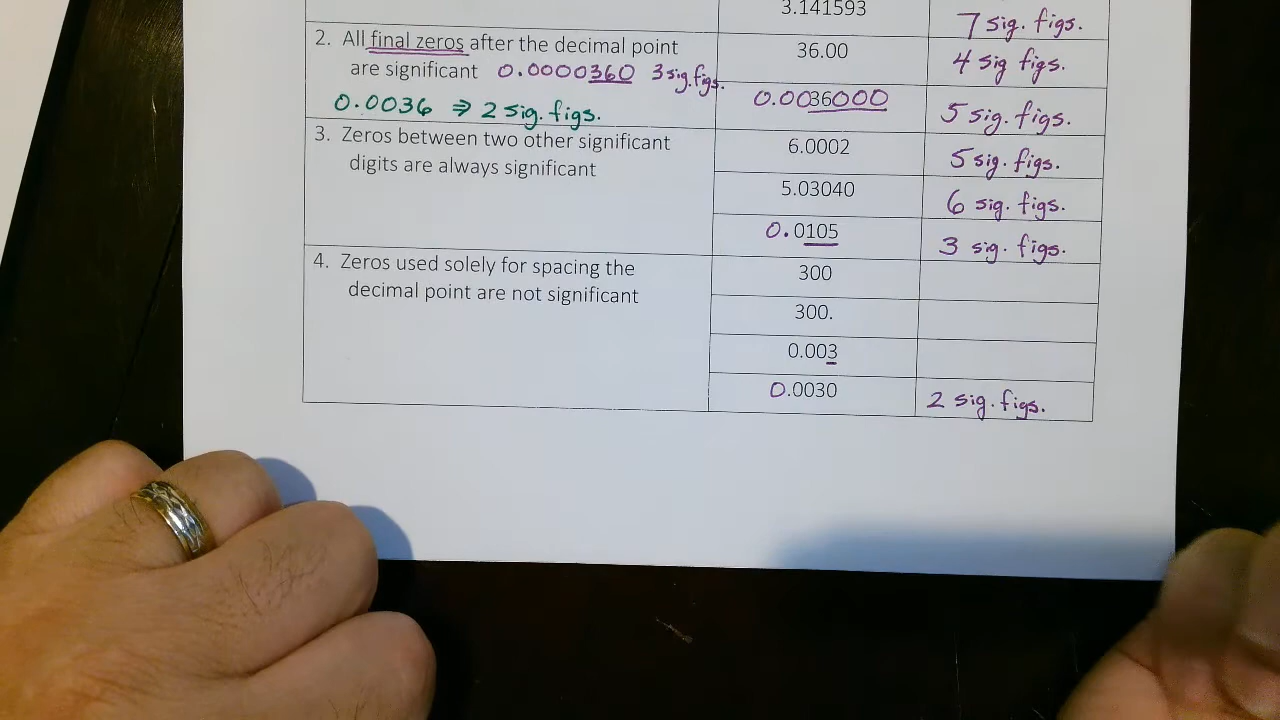 3.141593
7 sig. figs.
2. All final zeros after the decimal point
are significant 0.0000360 3 sig. figs.
0.0036 ⇒ 2 sig. figs.
36.00
4 sig figs.
0.0036000
5 sig. figs.
3. Zeros between two other significant
digits are always significant
6.0002
5 sig. figs.
5.03040
6 sig. figs.
0.0105
3 sig. figs.
4. Zeros used solely for spacing the
decimal point are not significant
300
300.
0.003
0.0030
2 sig. figs.